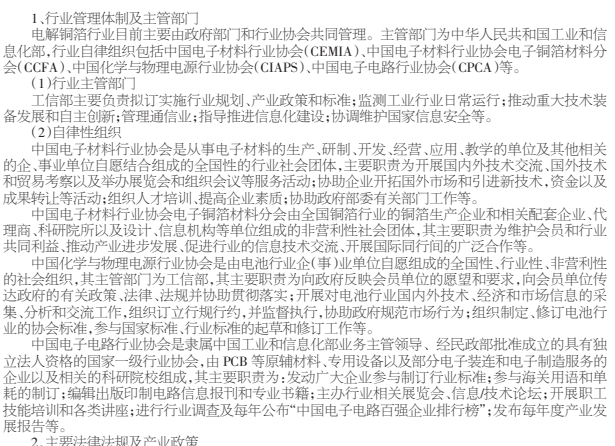 1、行业管理体制及主管部门
电解铜箔行业目前主要由政府部门和行业协会共同管理。主管部门为中华人民共和国工业和信
息化部,行业自律组织包括中国电子材料行业协会(CEMIA)、中国电子材料行业协会电子铜箔材料分
会(CCFA)、中国化学与物理电源行业协会(CIAPS)、中国电子电路行业协会(CPCA)等。
(1)行业主管部门
工信部主要负责拟订实施行业规划、产业政策和标准;监测工业行业日常运行;推动重大技术装
备发展和自主创新;管理通信业;指导推进信息化建设;协调维护国家信息安全等。
(2)自律性组织
中国电子材料行业协会是从事电子材料的生产、研制、开发、经营、应用、教学的单位及其他相关
的企、事业单位自愿结合组成的全国性的行业社会团体,主要职责为开展国内外技术交流、国外技术
和贸易考察以及举办展览会和组织会议等服务活动;协助企业开拓国外市场和引进新技术,资金以及
成果转让等活动;组织人才培训、提高企业素质;协助政府部委有关部门工作等。
中国电子材料行业协会电子铜箔材料分会由全国铜箔行业的铜箔生产企业和相关配套企业、代
理商、科研院所以及设计、信息机构等单位组成的非营利性社会团体,其主要职责为维护会员和行业
共同利益、推动产业进步发展、促进行业的信息技术交流、开展国际同行间的广泛合作等。
中国化学与物理电源行业协会是由电池行业企(事)业单位自愿组成的全国性、行业性、非营利性
的社会组织,其主管部门为工信部,其主要职责为向政府反映会员单位的愿望和要求,向会员单位传
达政府的有关政策、法律、法规并协助贯彻落实;开展对电池行业国内外技术、经济和市场信息的采
集、分析和交流工作,组织订立行规行约,并监督执行,协助政府规范市场行为;组织制定、修订电池行
业的协会标准,参与国家标准、行业标准的起草和修订工作等。
中国电子电路行业协会是隶属中国工业和信息化部业务主管领导、经民政部批准成立的具有独
立法人资格的国家一级行业协会,由 PCB 等原辅材料、专用设备以及部分电子装连和电子制造服务的
企业以及相关的科研院校组成,其主要职责为:发动广大企业参与制订行业标准;参与海关用语和单
耗的制订;编辑出版印制电路信息报刊和专业书籍;主办行业相关展览会、信息/技术论坛;开展职工
技能培训和各类讲座;进行行业调查及每年公布“中国电子电路百强企业排行榜”;发布每年度产业发
展报告等。
2、主要法律法规及产业政策